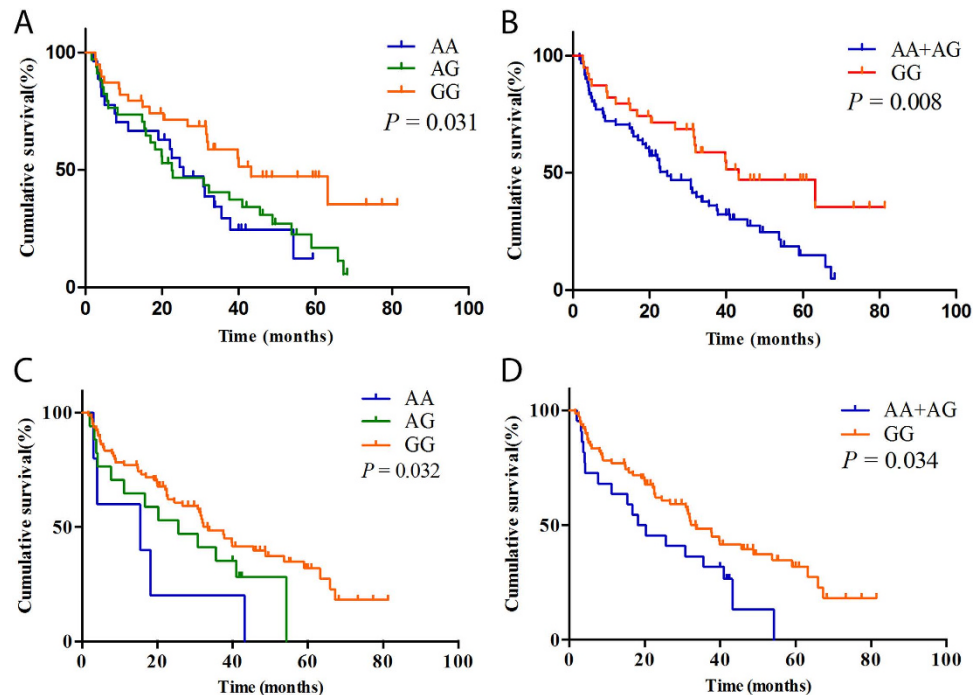 A
AA
AG
GG
P = 0.031
Cumulative survival(%)
100
50
0
0 20 40 60 80 100
Time (months)
B
AA+AG
GG
P = 0.008
Cumulative survival(%)
100
50
0
0 20 40 60 80 100
Time (months)
C
AA
AG
GG
P = 0.032
Cumulative survival(%)
100
50
0
0 20 40 60 80 100
Time (months)
D
AA+AG
GG
P = 0.034
Cumulative survival(%)
100
50
0
0 20 40 60 80 100
Time (months)